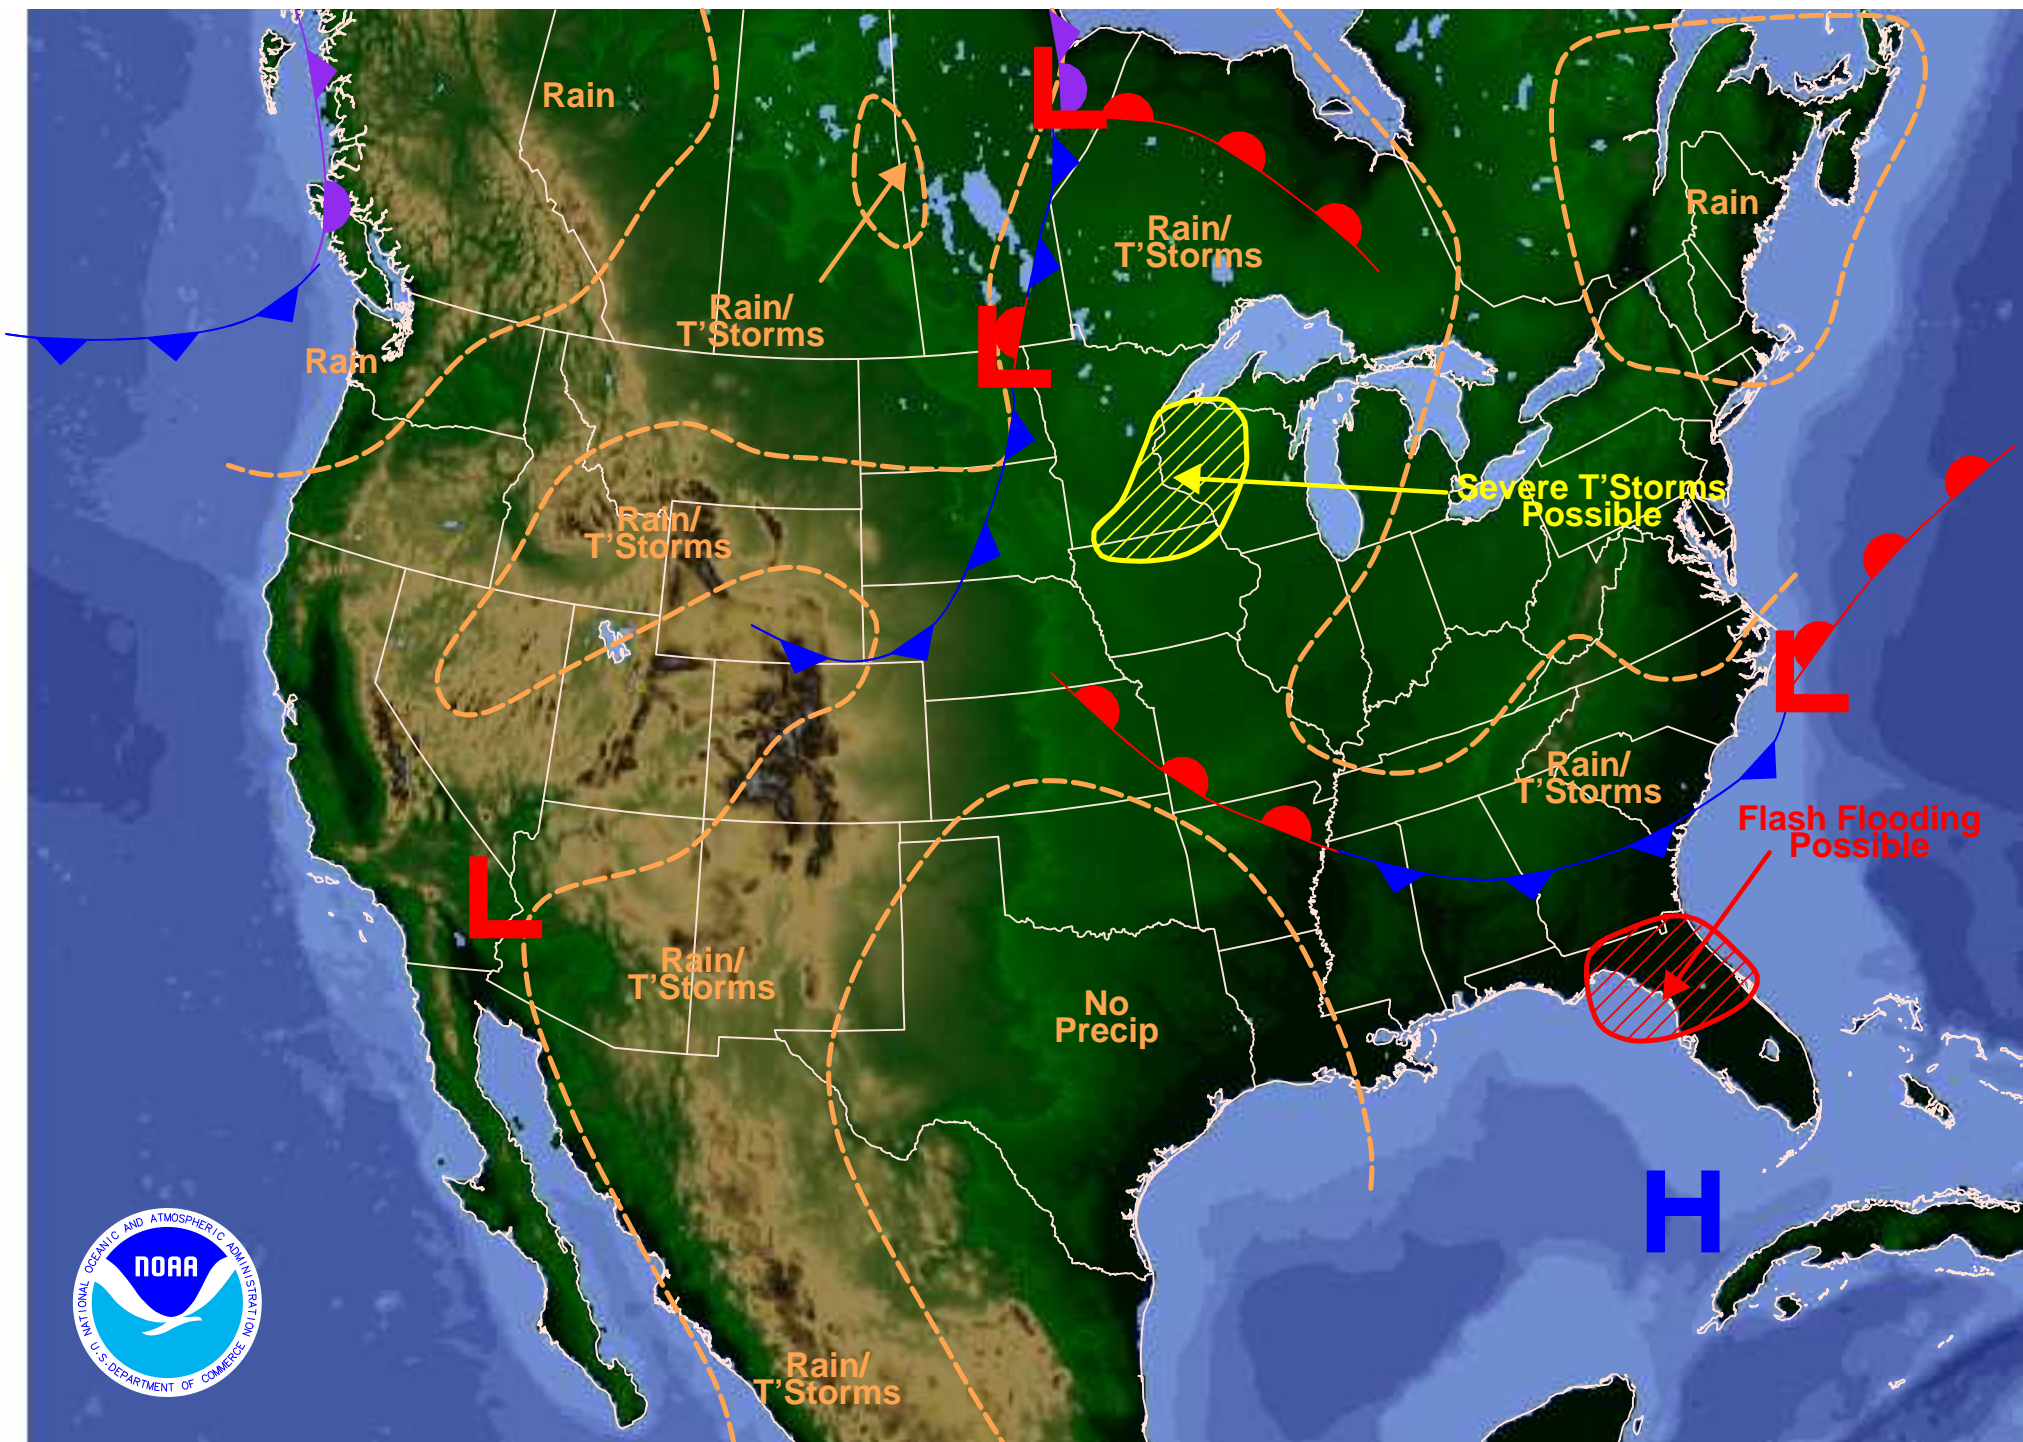 Rain
Rain
Rain/
T'Storms
Rain/
T'Storms
Rain
Severe T'Storms
Possible
Rain/
T'Storms
Rain/
T'Storms
Flash Flooding
Possible
Rain/
T'Storms
No
Precip
Rain/
T'Storms
L
L
L
L
H
NATIONAL OCEANIC AND ATMOSPHERIC ADMINISTRATION
NOAA
U.S. DEPARTMENT OF COMMERCE